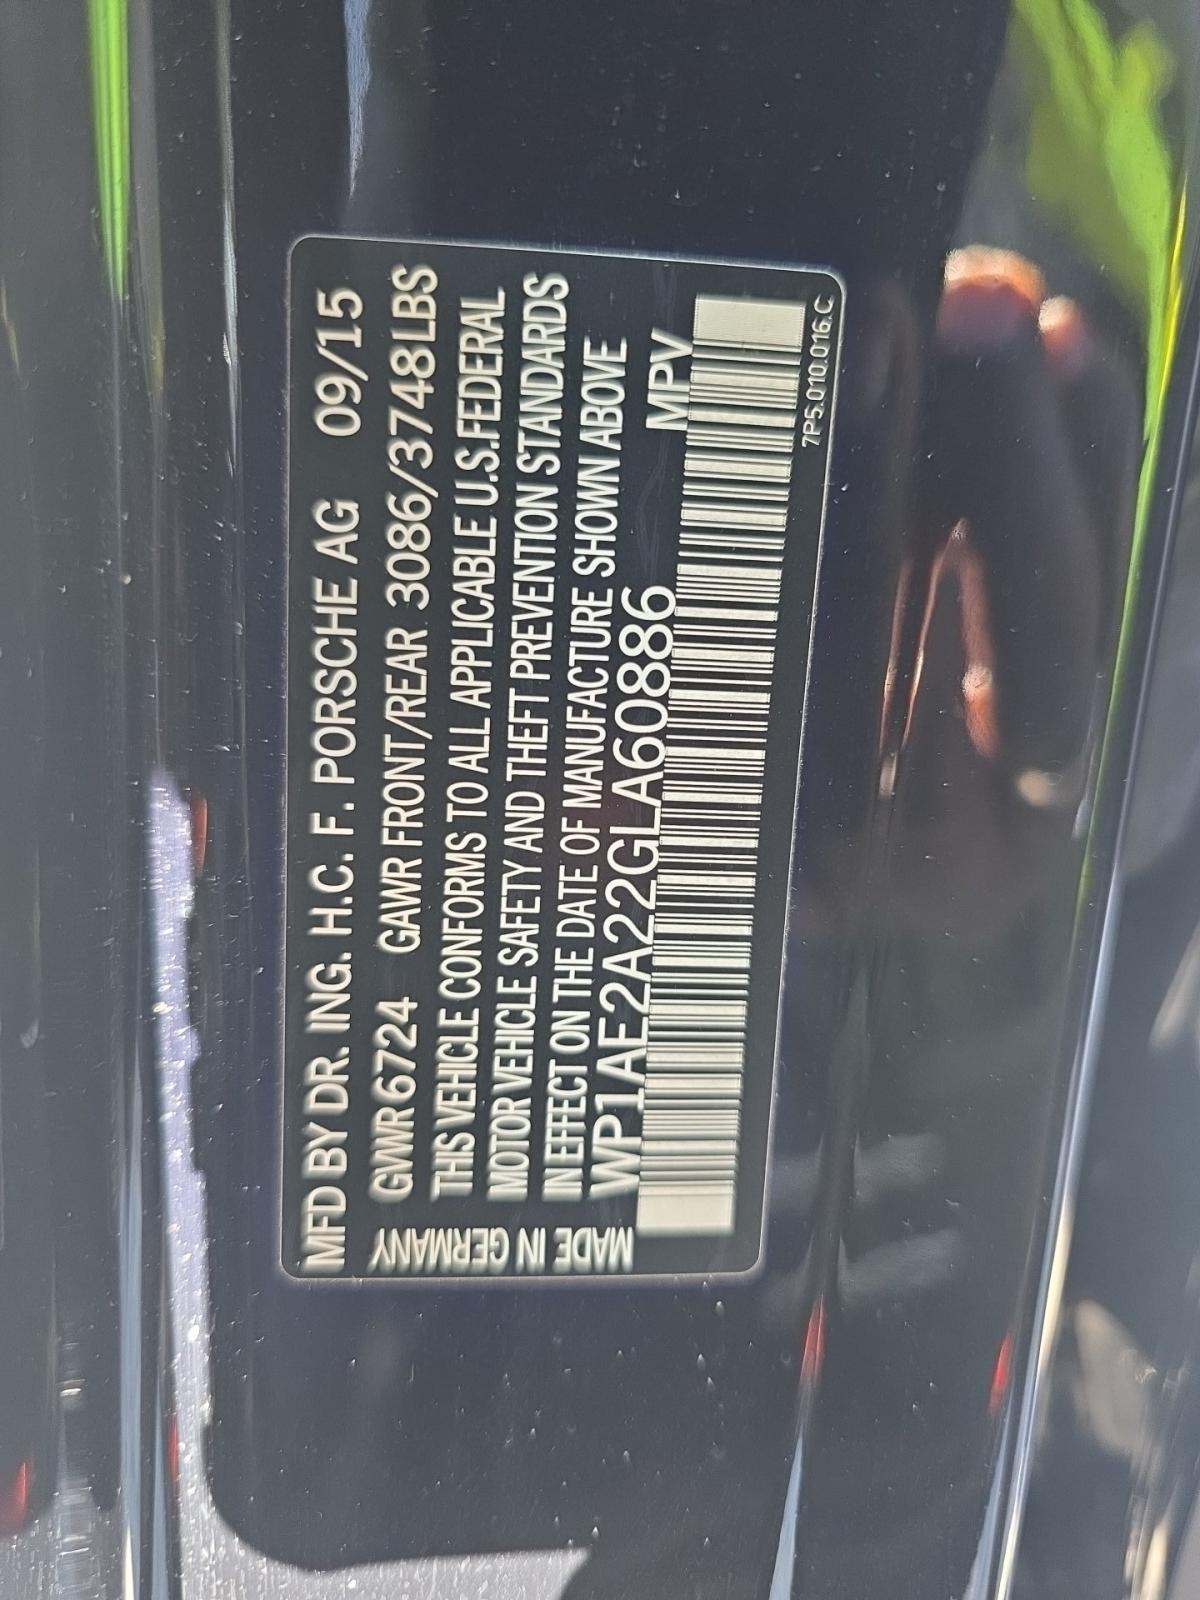 MFD BY DR. ING. H.C. F. PORSCHE AG 09/15
GWWR 6724 GAWR FRONT/REAR 3086/3748LBS
THIS VEHICLE CONFORMS TO ALL APPLICABLE U.S.FEDERAL
MOTOR VEHICLE SAFETY AND THEFT PREVENTION STANDARDS
IN EFFECT ON THE DATE OF MANUFACTURE SHOWN ABOVE
WP1AE2A22GLA60886 MPV
MADE IN GERMANY
7P5.010.016.C